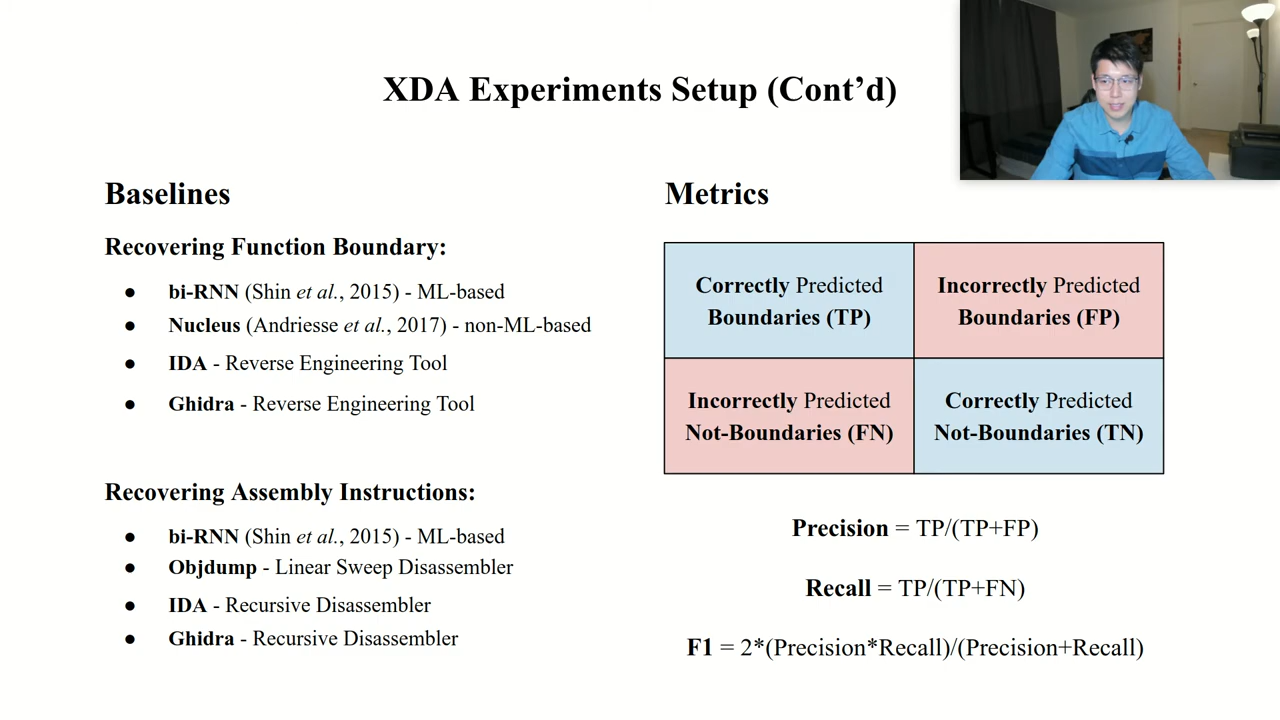 XDA Experiments Setup (Cont’d)
Baselines
Recovering Function Boundary:
● bi-RNN (Shin et al., 2015) - ML-based
● Nucleus (Andriesse et al., 2017) - non-ML-based
● IDA - Reverse Engineering Tool
● Ghidra - Reverse Engineering Tool
Recovering Assembly Instructions:
● bi-RNN (Shin et al., 2015) - ML-based
● Objdump - Linear Sweep Disassembler
● IDA - Recursive Disassembler
● Ghidra - Recursive Disassembler
Metrics
Correctly Predicted
Boundaries (TP)
Incorrectly Predicted
Boundaries (FP)
Incorrectly Predicted
Not-Boundaries (FN)
Correctly Predicted
Not-Boundaries (TN)
Precision = TP/(TP+FP)
Recall = TP/(TP+FN)
F1 = 2*(Precision*Recall)/(Precision+Recall)